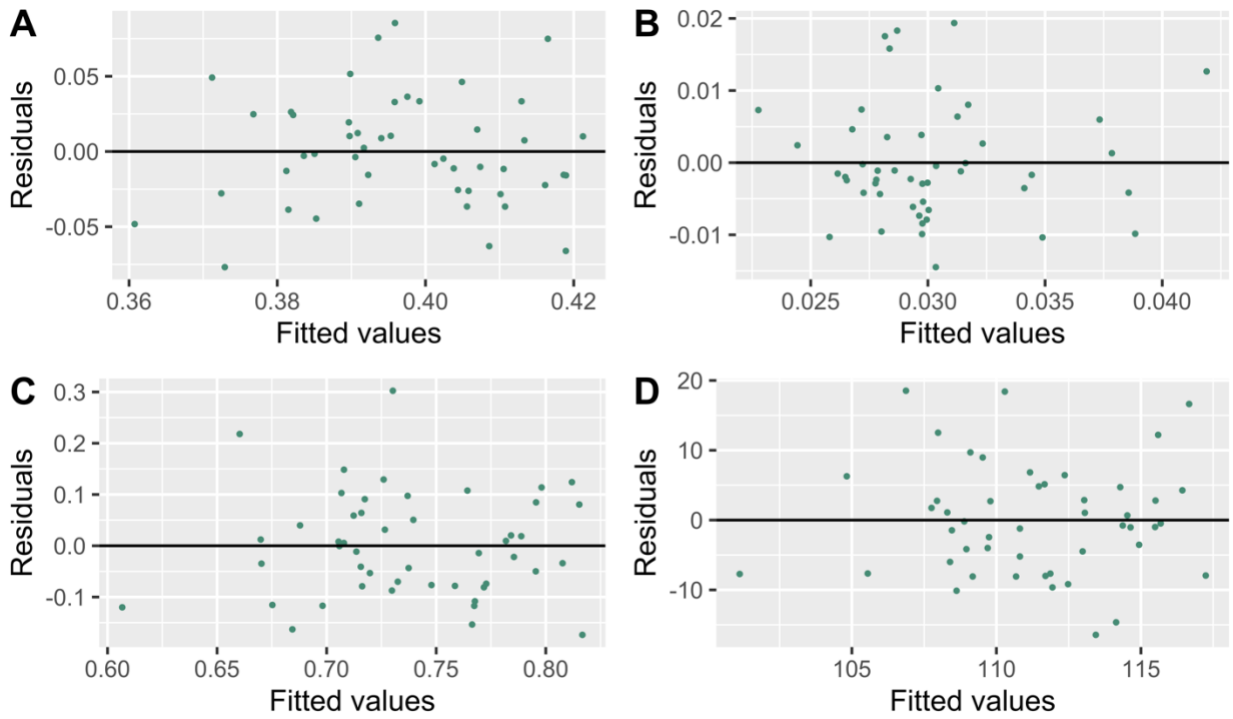 A
Residuals
0.05
0.00
-0.05
0.36
0.38
0.40
0.42
Fitted values
B
Residuals
0.02
0.01
0.00
-0.01
0.025
0.030
0.035
0.040
Fitted values
C
Residuals
0.3
0.2
0.1
0.0
-0.1
0.60
0.65
0.70
0.75
0.80
Fitted values
D
Residuals
20
10
0
-10
105
110
115
Fitted values